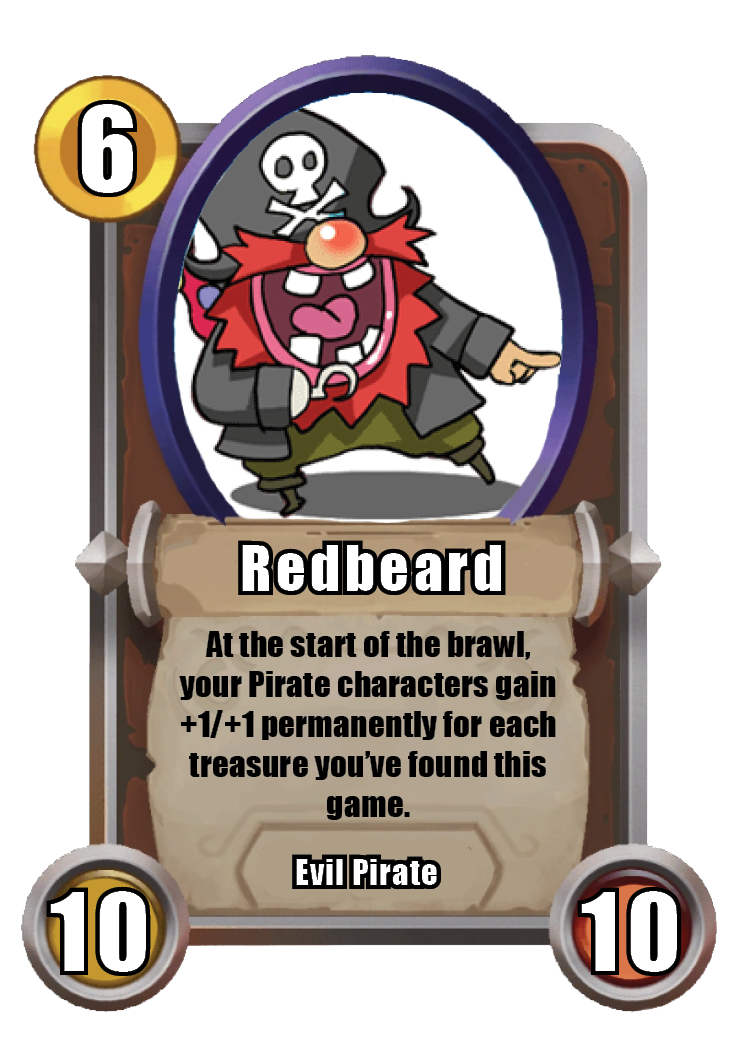 6
Redbeard
At the start of the brawl,
your Pirate characters gain
+1/+1 permanently for each
treasure you've found this
game.
Evil Pirate
10
10